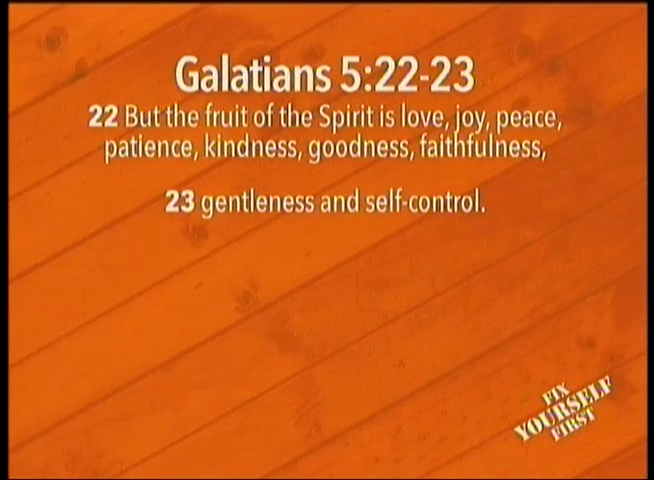 Galatians 5:22-23
22 But the fruit of the Spirit is love, joy, peace,
patience, kindness, goodness, faithfulness,
23 gentleness and self-control.
FIX
YOURSELF
FIRST